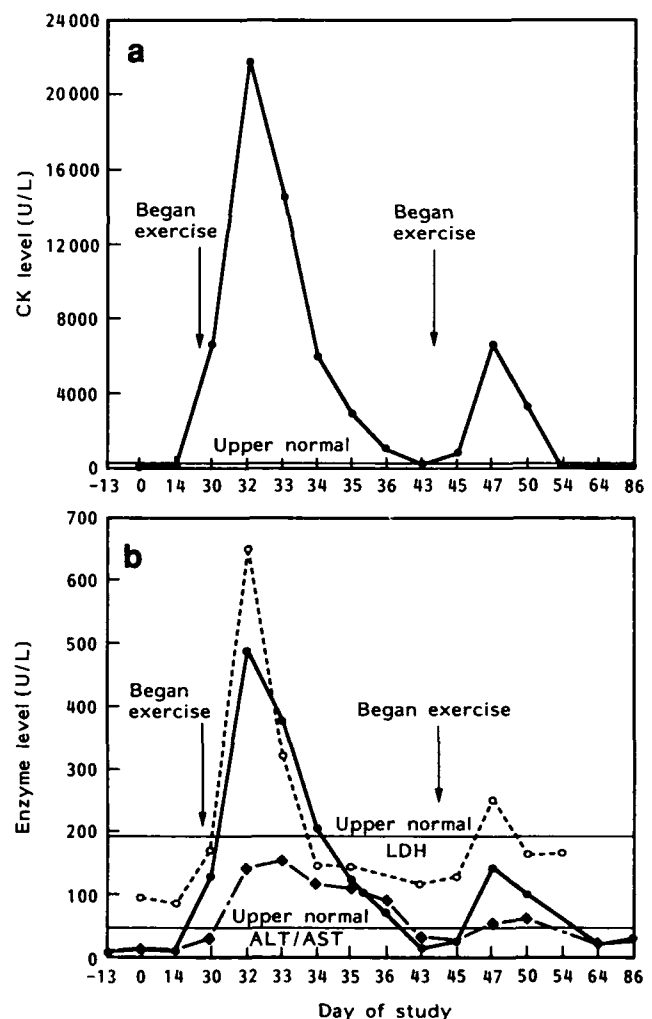 a
CK level (U/L)
24 000
20 000
16 000
12 000
8000
4000
0
Began
exercise
Began
exercise
Upper normal
-13 0 14 30 32 33 34 35 36 43 45 47 50 54 64 86
b
Enzyme level (U/L)
700
600
500
400
300
200
100
0
Began
exercise
Began exercise
Upper normal
LDH
Upper normal
ALT/AST
-13 0 14 30 32 33 34 35 36 43 45 47 50 54 64 86
Day of study